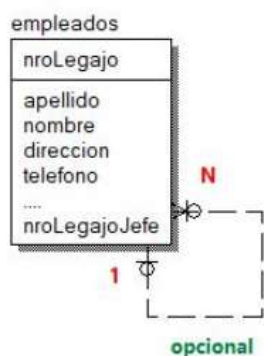 empleados
nroLegajo
apellido
nombre
direccion
telefono
....
nroLegajoJefe
N
1
opcional